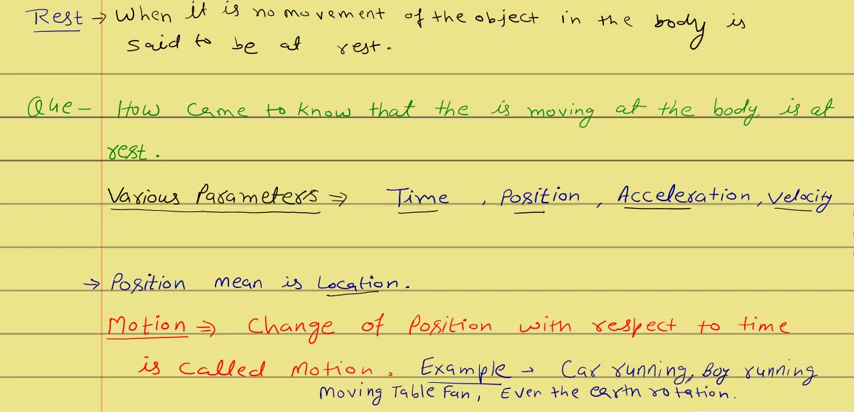 Rest → When it is no movement of the object in the body is
said to be at rest.
Que - How came to know that the is moving at the body is at
rest.
Various Parameters ⇒ Time, Position, Acceleration, Velocity
→ Position mean is Location.
Motion ⇒ Change of Position with respect to time
is called Motion. Example → Car running, Boy running
Moving Table Fan, Even the earth rotation.